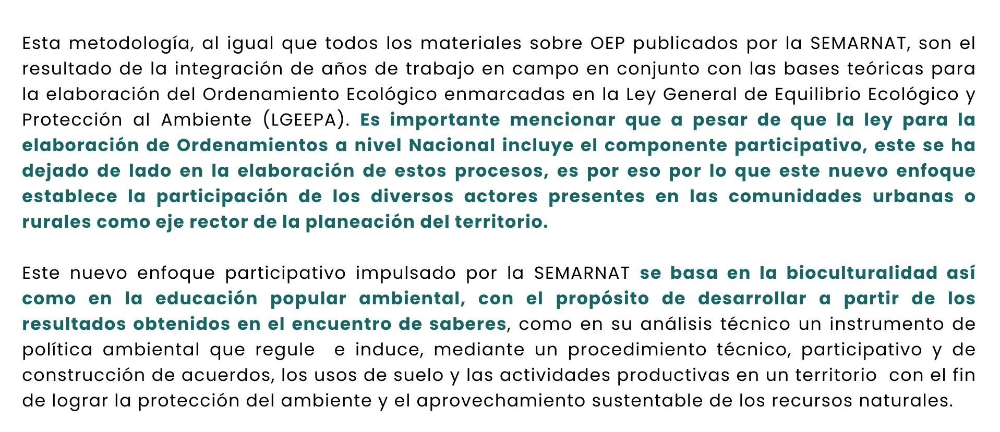 Esta metodología, al igual que todos los materiales sobre OEP publicados por la SEMARNAT, son el
resultado de la integración de años de trabajo en campo en conjunto con las bases teóricas para
la elaboración del Ordenamiento Ecológico enmarcadas en la Ley General de Equilibrio Ecológico y
Protección al Ambiente (LGEEPA). Es importante mencionar que a pesar de que la ley para la
elaboración de Ordenamientos a nivel Nacional incluye el componente participativo, este se ha
dejado de lado en la elaboración de estos procesos, es por eso por lo que este nuevo enfoque
establece la participación de los diversos actores presentes en las comunidades urbanas o
rurales como eje rector de la planeación del territorio.
Este nuevo enfoque participativo impulsado por la SEMARNAT se basa en la bioculturalidad así
como en la educación popular ambiental, con el propósito de desarrollar a partir de los
resultados obtenidos en el encuentro de saberes, como en su análisis técnico un instrumento de
política ambiental que regule e induce, mediante un procedimiento técnico, participativo y de
construcción de acuerdos, los usos de suelo y las actividades productivas en un territorio con el fin
de lograr la protección del ambiente y el aprovechamiento sustentable de los recursos naturales.